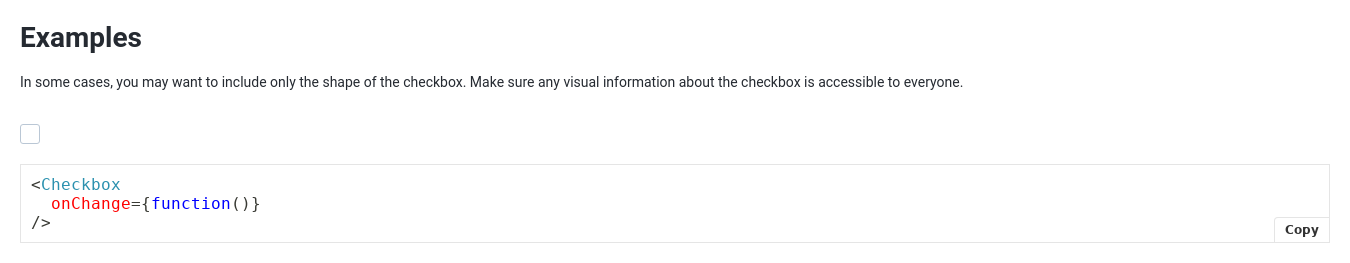 Examples
In some cases, you may want to include only the shape of the checkbox. Make sure any visual information about the checkbox is accessible to everyone.
<Checkbox
  onChange={function()}
/>
Copy